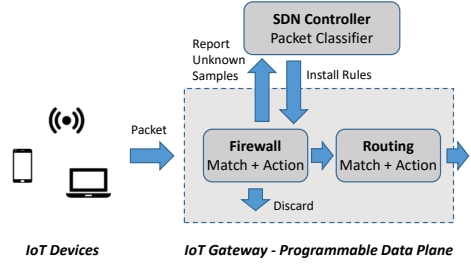 SDN Controller
Packet Classifier
Report
Unknown
Samples
Install Rules
Packet
Firewall
Match + Action
Routing
Match + Action
Discard
IoT Devices
IoT Gateway - Programmable Data Plane